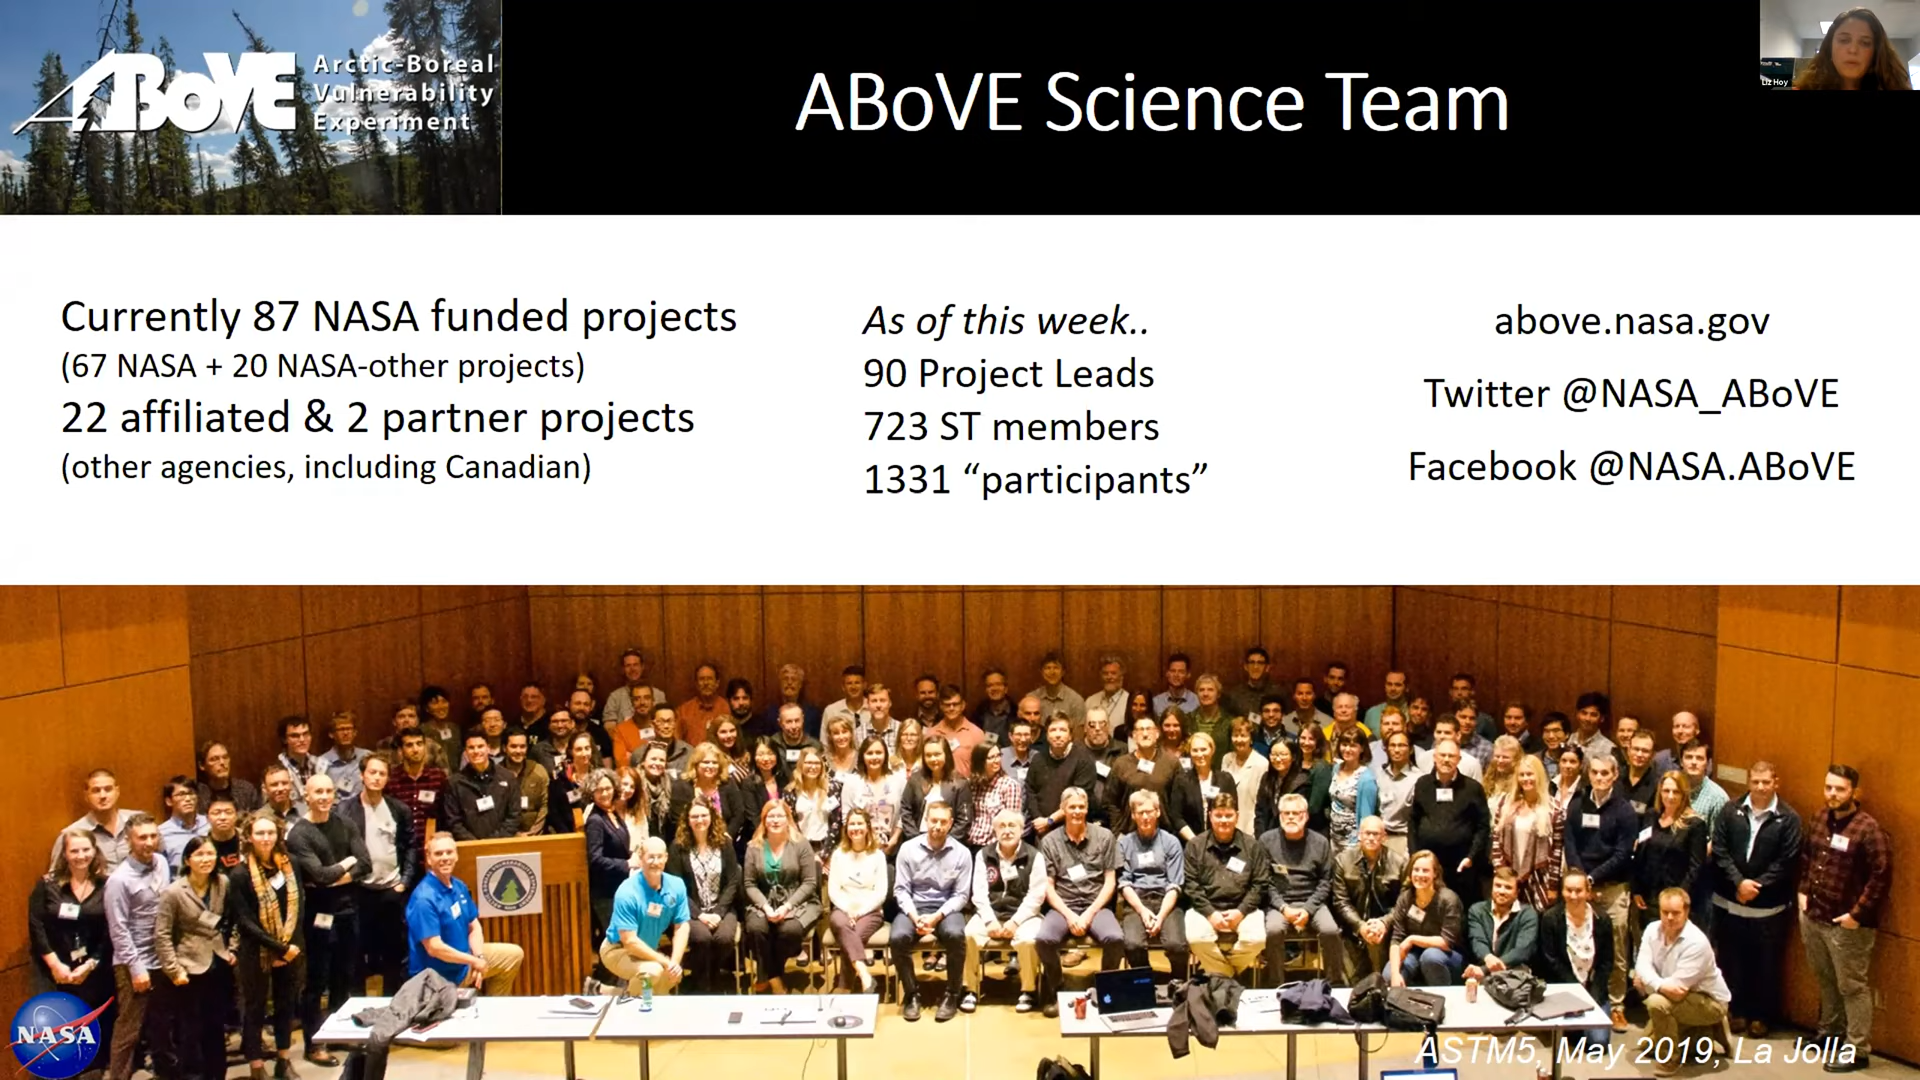 ABoVE
Arctic-Boreal
Vulnerability
Experiment
ABoVE Science Team
Liz Hoy
Currently 87 NASA funded projects
(67 NASA + 20 NASA-other projects)
22 affiliated & 2 partner projects
(other agencies, including Canadian)
As of this week..
90 Project Leads
723 ST members
1331 “participants”
above.nasa.gov
Twitter @NASA_ABoVE
Facebook @NASA.ABoVE
NASA
ASTM5, May 2019, La Jolla